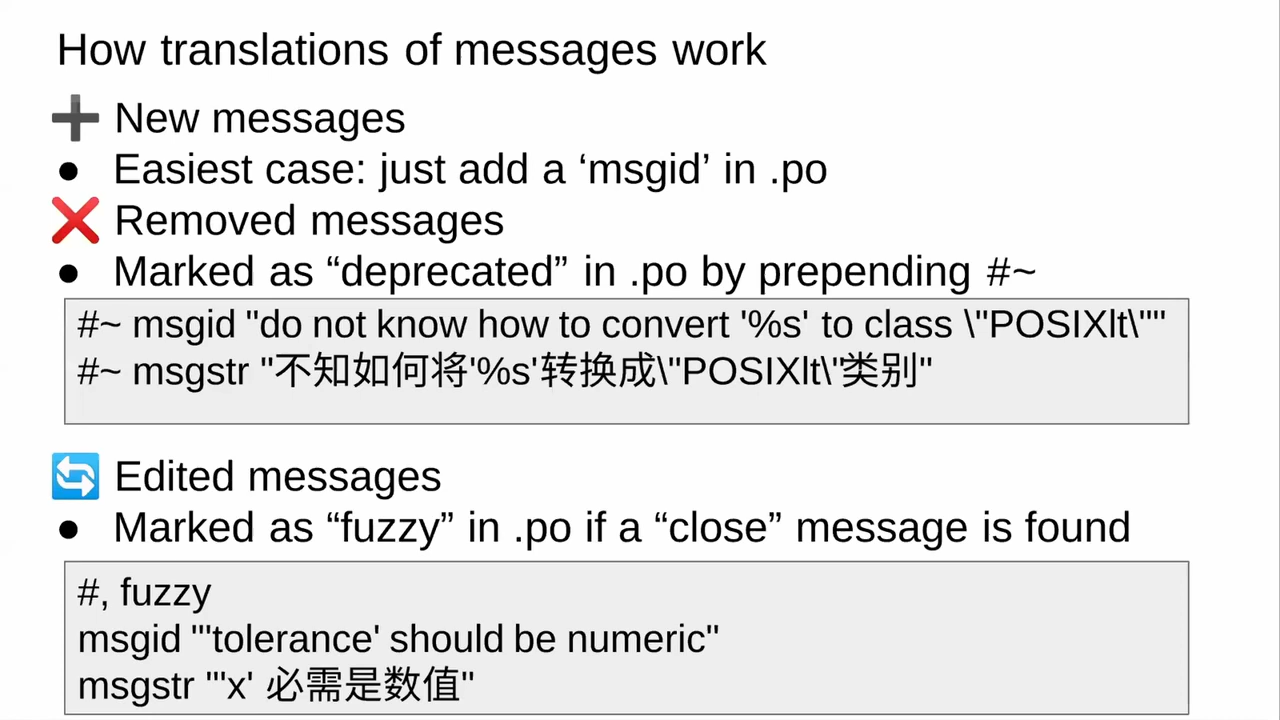 How translations of messages work
➕ New messages
● Easiest case: just add a ‘msgid’ in .po
❌ Removed messages
● Marked as “deprecated” in .po by prepending #~
#~ msgid "do not know how to convert '%s' to class \"POSIXlt\""
#~ msgstr "不知如何将'%s'转换成\"POSIXlt\"类别"
🔄 Edited messages
● Marked as “fuzzy” in .po if a “close” message is found
#, fuzzy
msgid "'tolerance' should be numeric"
msgstr "'x' 必需是数值"